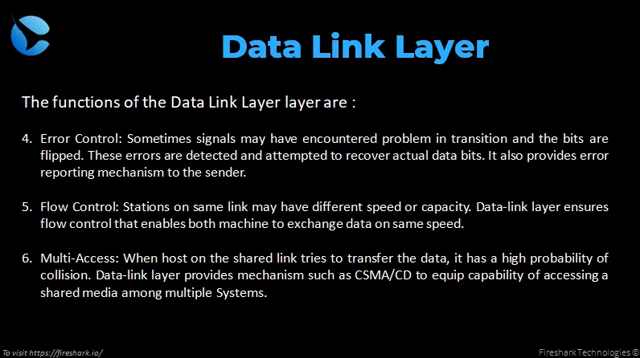 Data Link Layer
The functions of the Data Link Layer layer are :
4. Error Control: Sometimes signals may have encountered problem in transition and the bits are
flipped. These errors are detected and attempted to recover actual data bits. It also provides error
reporting mechanism to the sender.
5. Flow Control: Stations on same link may have different speed or capacity. Data-link layer ensures
flow control that enables both machine to exchange data on same speed.
6. Multi-Access: When host on the shared link tries to transfer the data, it has a high probability of
collision. Data-link layer provides mechanism such as CSMA/CD to equip capability of accessing a
shared media among multiple Systems.
To visit https://fireshark.io/
Fireshark Technologies ©